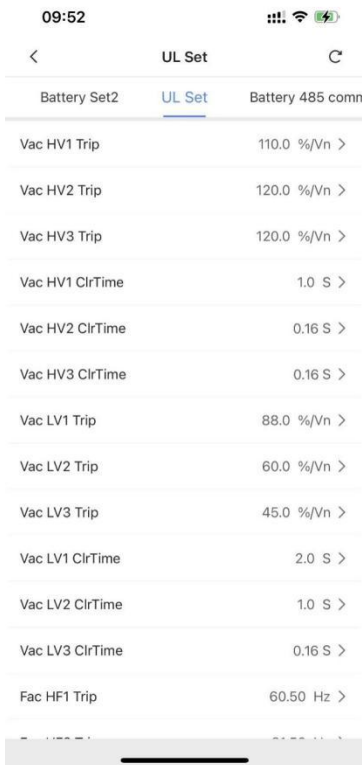 09:52
UL Set
Battery Set2 UL Set Battery 485 comm
Vac HV1 Trip 110.0 %/Vn >
Vac HV2 Trip 120.0 %/Vn >
Vac HV3 Trip 120.0 %/Vn >
Vac HV1 ClrTime 1.0 S >
Vac HV2 ClrTime 0.16 S >
Vac HV3 ClrTime 0.16 S >
Vac LV1 Trip 88.0 %/Vn >
Vac LV2 Trip 60.0 %/Vn >
Vac LV3 Trip 45.0 %/Vn >
Vac LV1 ClrTime 2.0 S >
Vac LV2 ClrTime 1.0 S >
Vac LV3 ClrTime 0.16 S >
Fac HF1 Trip 60.50 Hz >